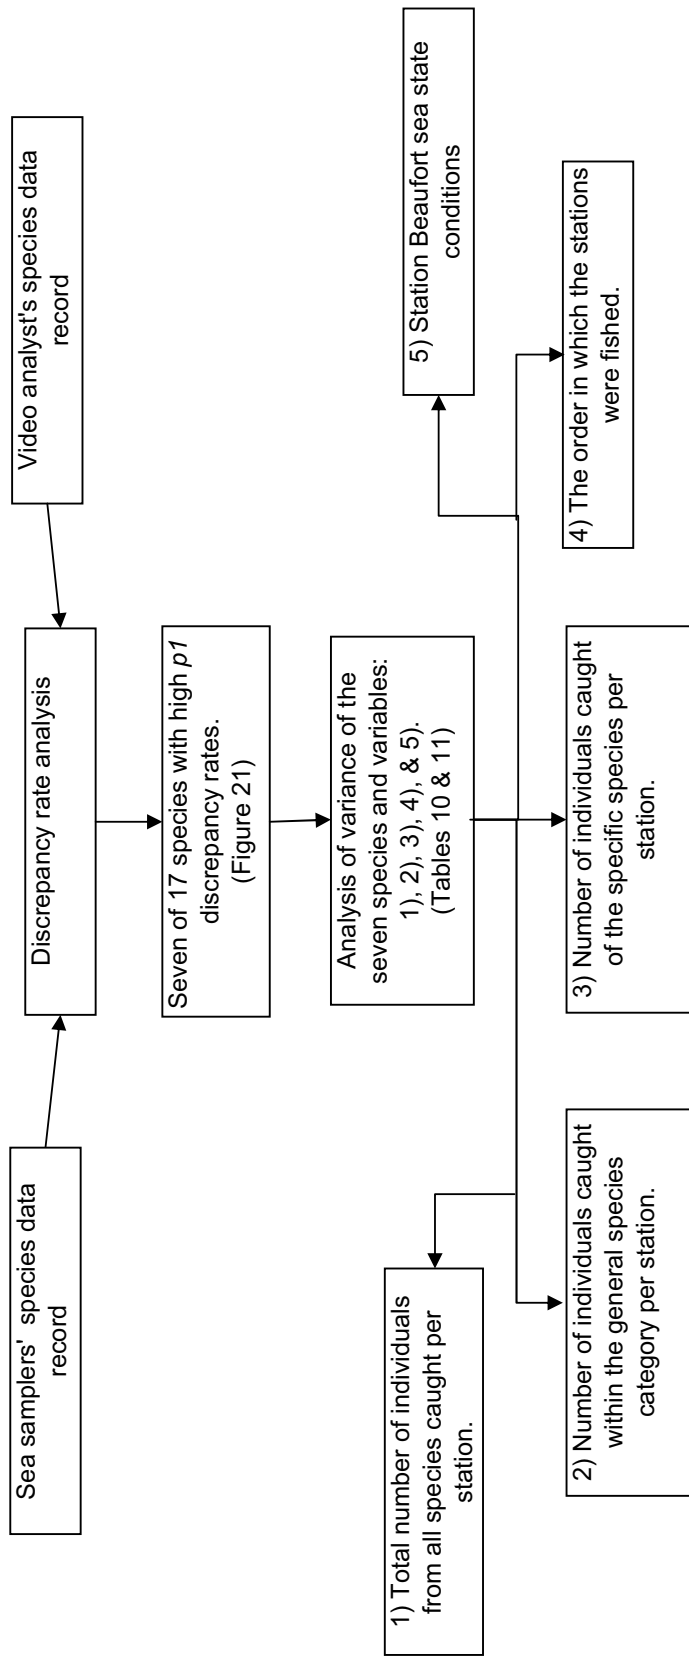 Sea samplers' species data
record
Video analyst's species data
record
Discrepancy rate analysis
Seven of 17 species with high p1
discrepancy rates.
(Figure 21)
Analysis of variance of the
seven species and variables:
1), 2), 3), 4), & 5).
(Tables 10 & 11)
1) Total number of individuals
from all species caught per
station.
2) Number of individuals caught
within the general species
category per station.
3) Number of individuals caught
of the specific species per
station.
4) The order in which the stations
were fished.
5) Station Beaufort sea state
conditions